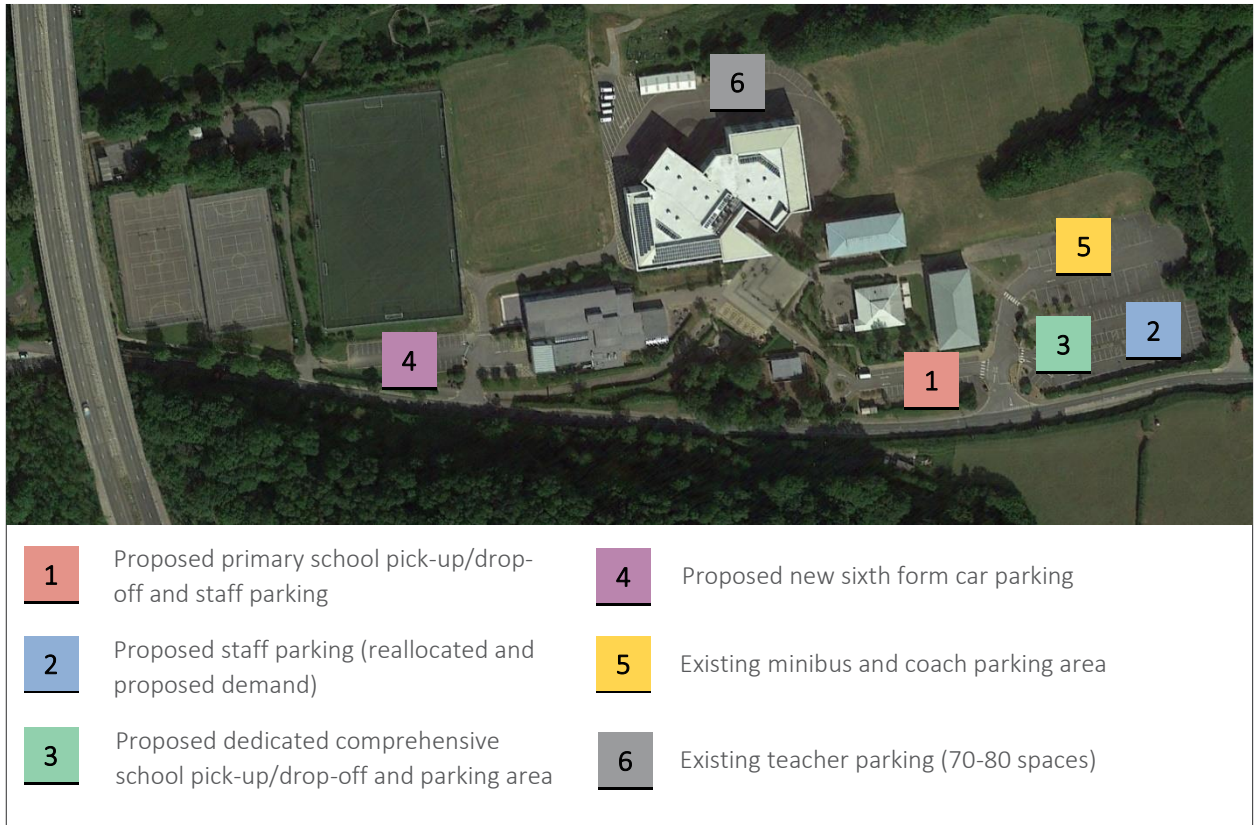 6
5
2
3
4
1
1
Proposed primary school pick-up/drop-
off and staff parking
4
Proposed new sixth form car parking
2
Proposed staff parking (reallocated and
proposed demand)
5
Existing minibus and coach parking area
3
Proposed dedicated comprehensive
school pick-up/drop-off and parking area
6
Existing teacher parking (70-80 spaces)